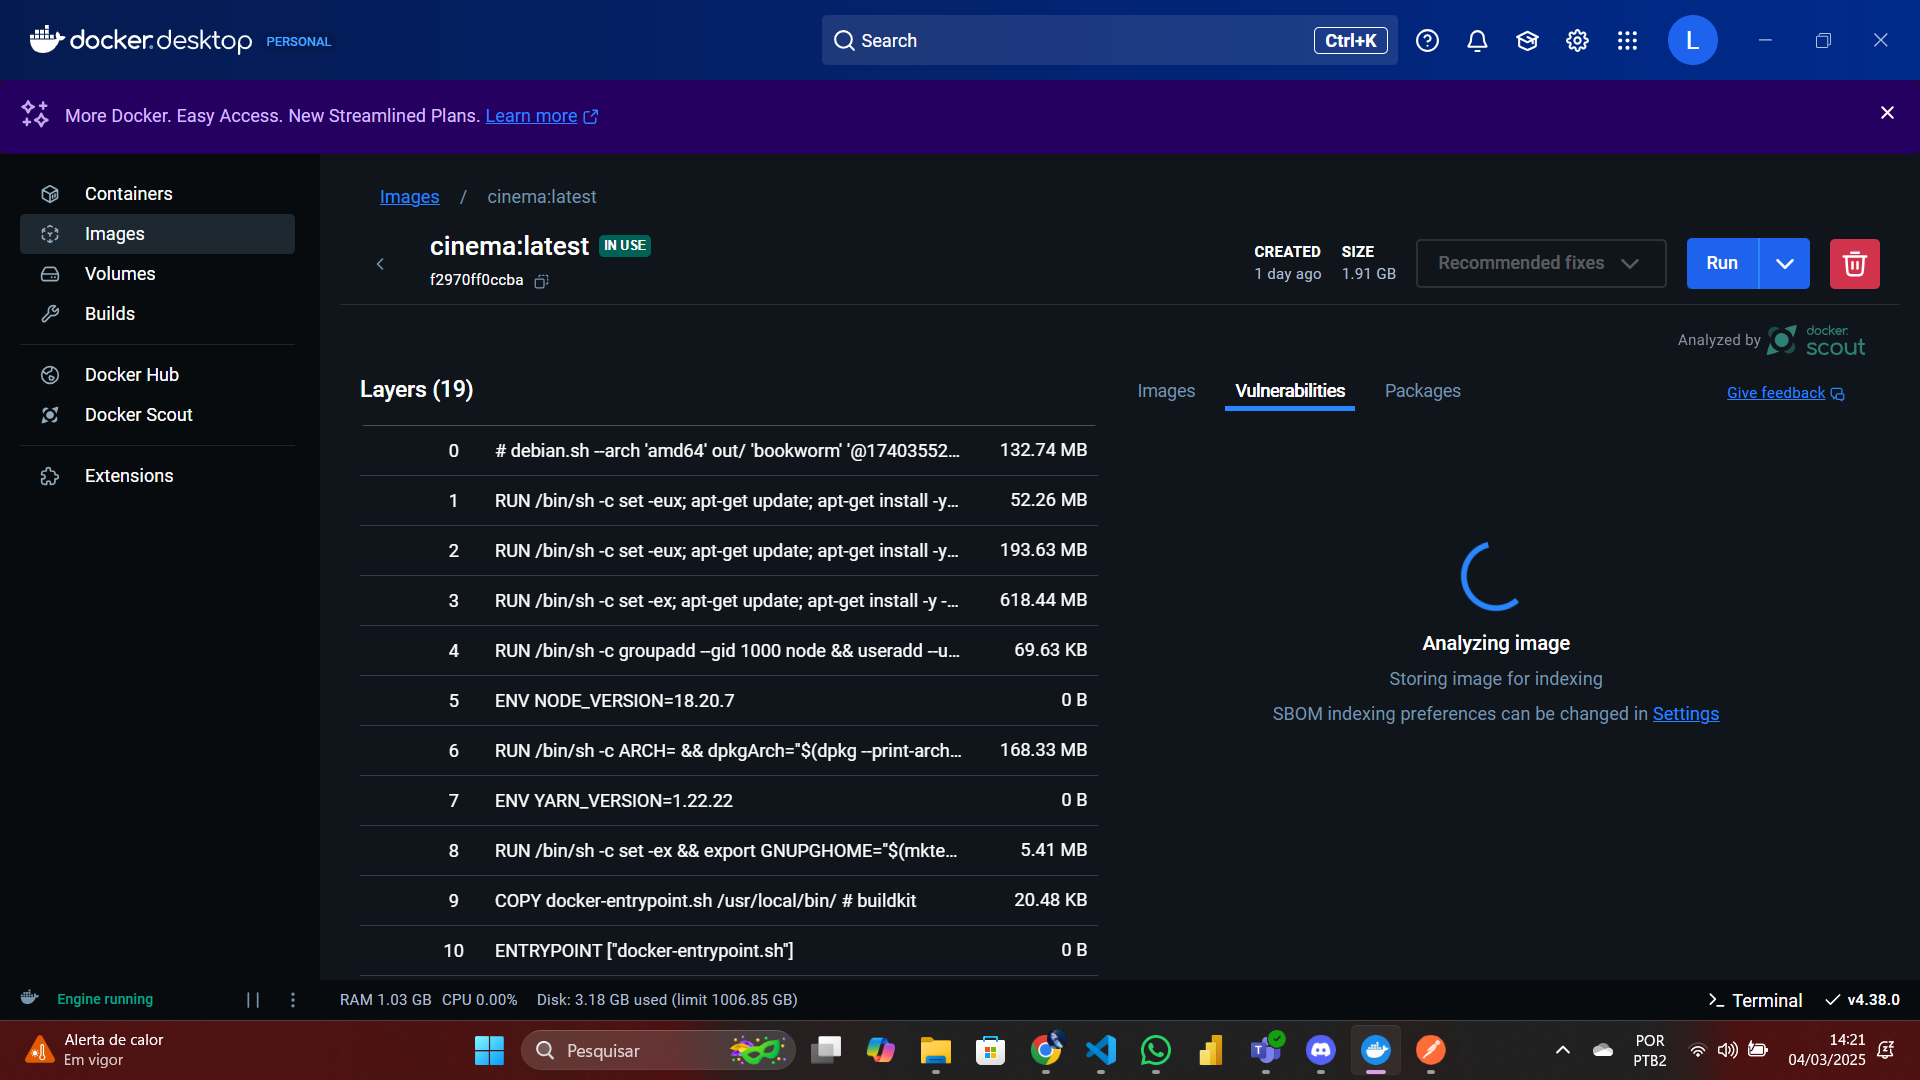 docker.desktop PERSONAL
Search
Ctrl+K
L
More Docker. Easy Access. New Streamlined Plans. Learn more
Containers
Images
Volumes
Builds
Docker Hub
Docker Scout
Extensions
Images / cinema:latest
cinema:latest IN USE
f2970ff0ccba
CREATED
1 day ago
SIZE
1.91 GB
Recommended fixes
Run
Analyzed by docker scout
Layers (19)
Images
Vulnerabilities
Packages
Give feedback
0 # debian.sh --arch 'amd64' out/ 'bookworm' '@17403552... 132.74 MB
1 RUN /bin/sh -c set -eux; apt-get update; apt-get install -y... 52.26 MB
2 RUN /bin/sh -c set -eux; apt-get update; apt-get install -y... 193.63 MB
3 RUN /bin/sh -c set -ex; apt-get update; apt-get install -y -... 618.44 MB
4 RUN /bin/sh -c groupadd --gid 1000 node && useradd --u... 69.63 KB
5 ENV NODE_VERSION=18.20.7 0 B
6 RUN /bin/sh -c ARCH= && dpkgArch="$(dpkg --print-arch... 168.33 MB
7 ENV YARN_VERSION=1.22.22 0 B
8 RUN /bin/sh -c set -ex && export GNUPGHOME="$(mkte... 5.41 MB
9 COPY docker-entrypoint.sh /usr/local/bin/ # buildkit 20.48 KB
10 ENTRYPOINT ["docker-entrypoint.sh"] 0 B
Analyzing image
Storing image for indexing
SBOM indexing preferences can be changed in Settings
Engine running
RAM 1.03 GB CPU 0.00% Disk: 3.18 GB used (limit 1006.85 GB)
Terminal
v4.38.0
Alerta de calor
Em vigor
Pesquisar
POR
PTB2
14:21
04/03/2025